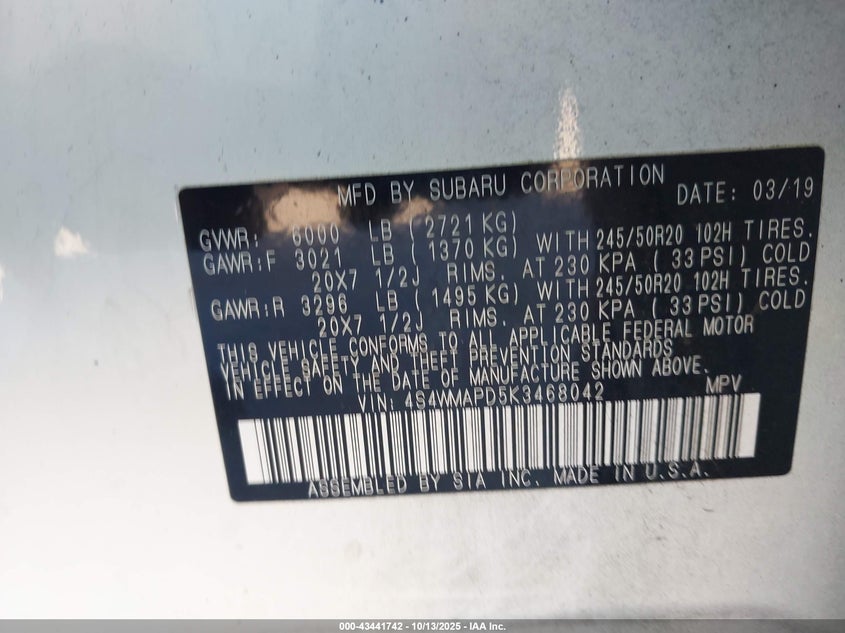 MFD BY SUBARU CORPORATION DATE: 03/19
GVWR: 6000 LB ( 2721 KG)
GAWR:F 3021 LB ( 1370 KG) WITH 245/50R20 102H TIRES.
20X7 1/2J RIMS. AT 230 KPA ( 33 PSI) COLD
GAWR:R 3296 LB ( 1495 KG) WITH 245/50R20 102H TIRES.
20X7 1/2J RIMS. AT 230 KPA ( 33 PSI) COLD
THIS VEHICLE CONFORMS TO ALL APPLICABLE FEDERAL MOTOR
VEHICLE SAFETY AND THEFT PREVENTION STANDARDS
IN EFFECT ON THE DATE OF MANUFACTURE SHOWN ABOVE.
VIN: 4S4WMAPD5K3468042 MPV
ASSEMBLED BY SIA INC. MADE IN U.S.A.
000-43441742 - 10/13/2025 - IAA Inc.